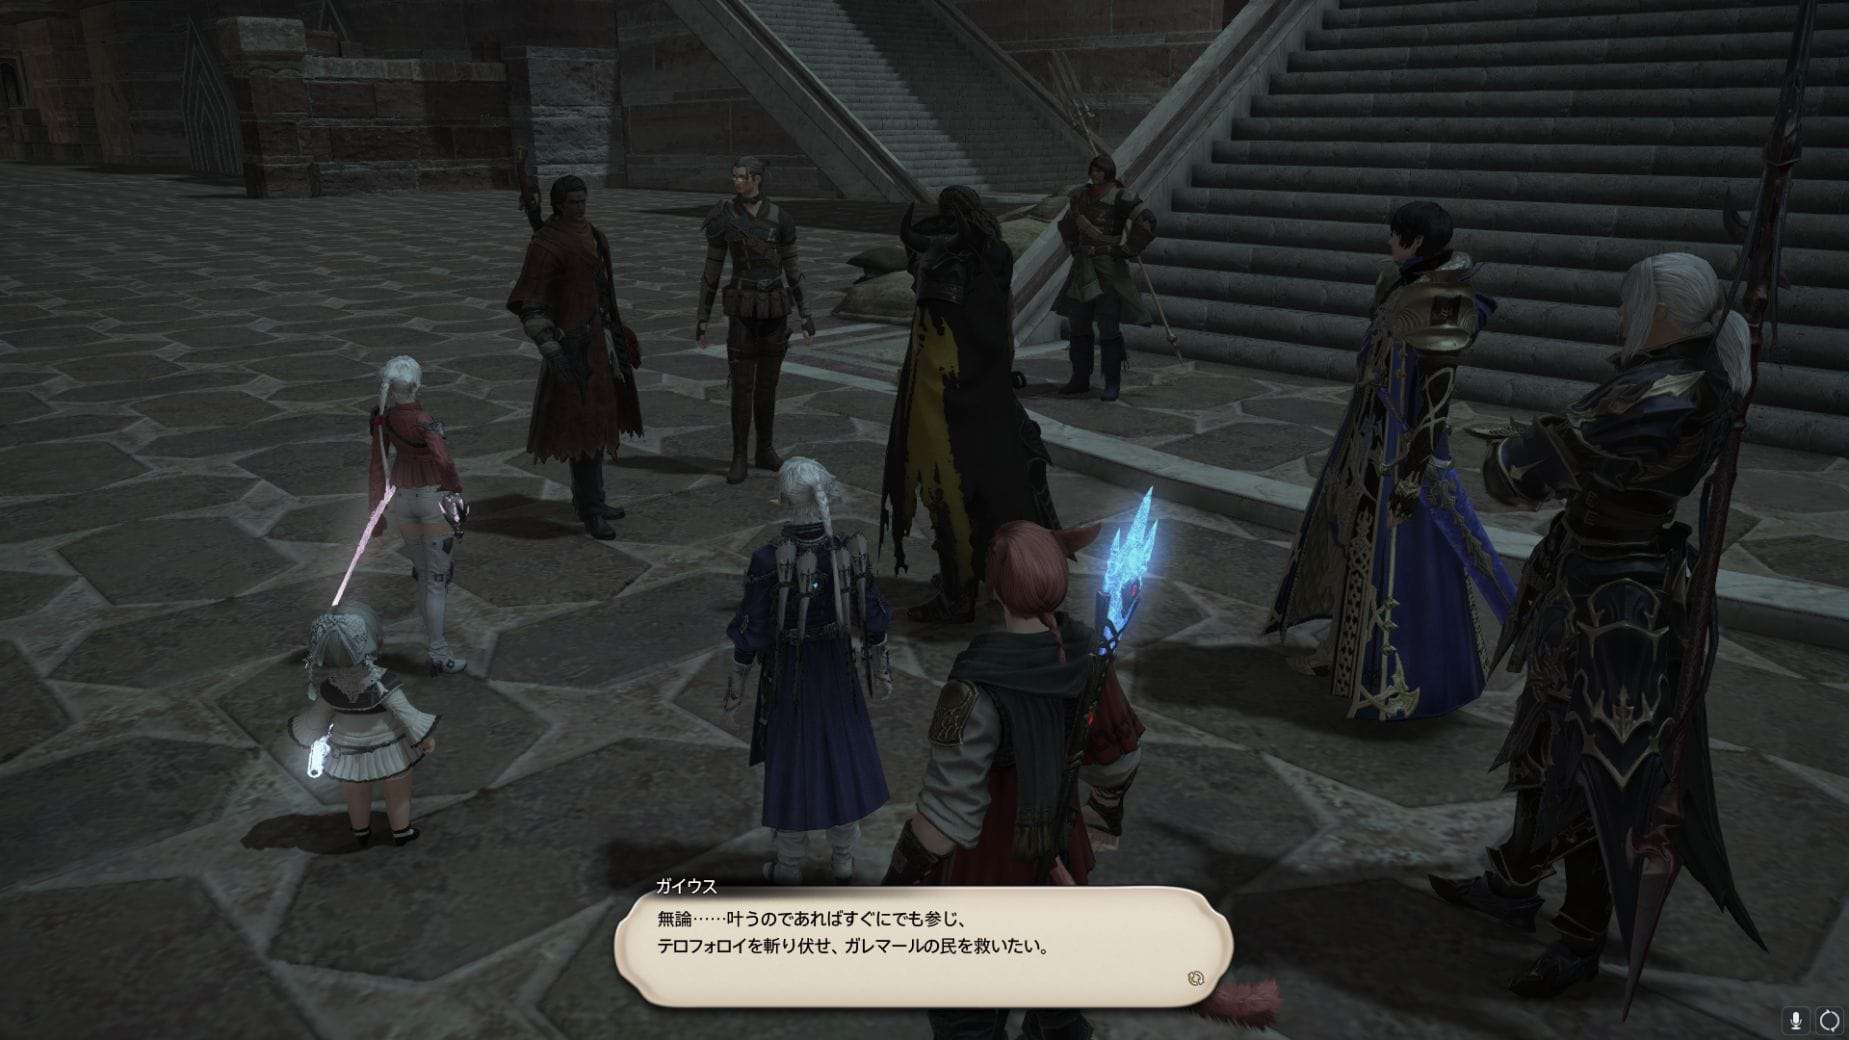 ガイウス
無論……叶うのであればすぐにでも参じ、
テロフォロイを斬り伏せ、ガレマールの民を救いたい。